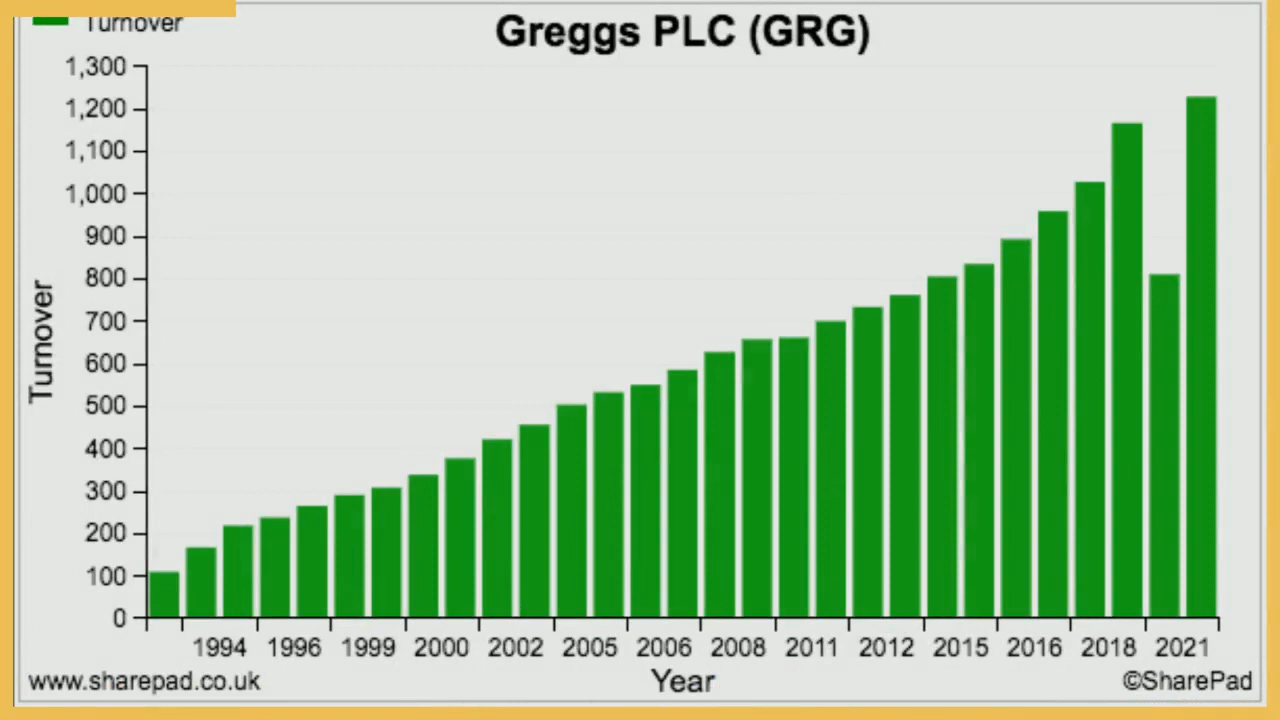 Turnover
Greggs PLC (GRG)
1,300
1,200
1,100
1,000
900
800
700
600
500
400
300
200
100
0
Turnover
1994 1996 1999 2000 2002 2005 2006 2008 2011 2012 2015 2016 2018 2021
www.sharepad.co.uk Year ©SharePad